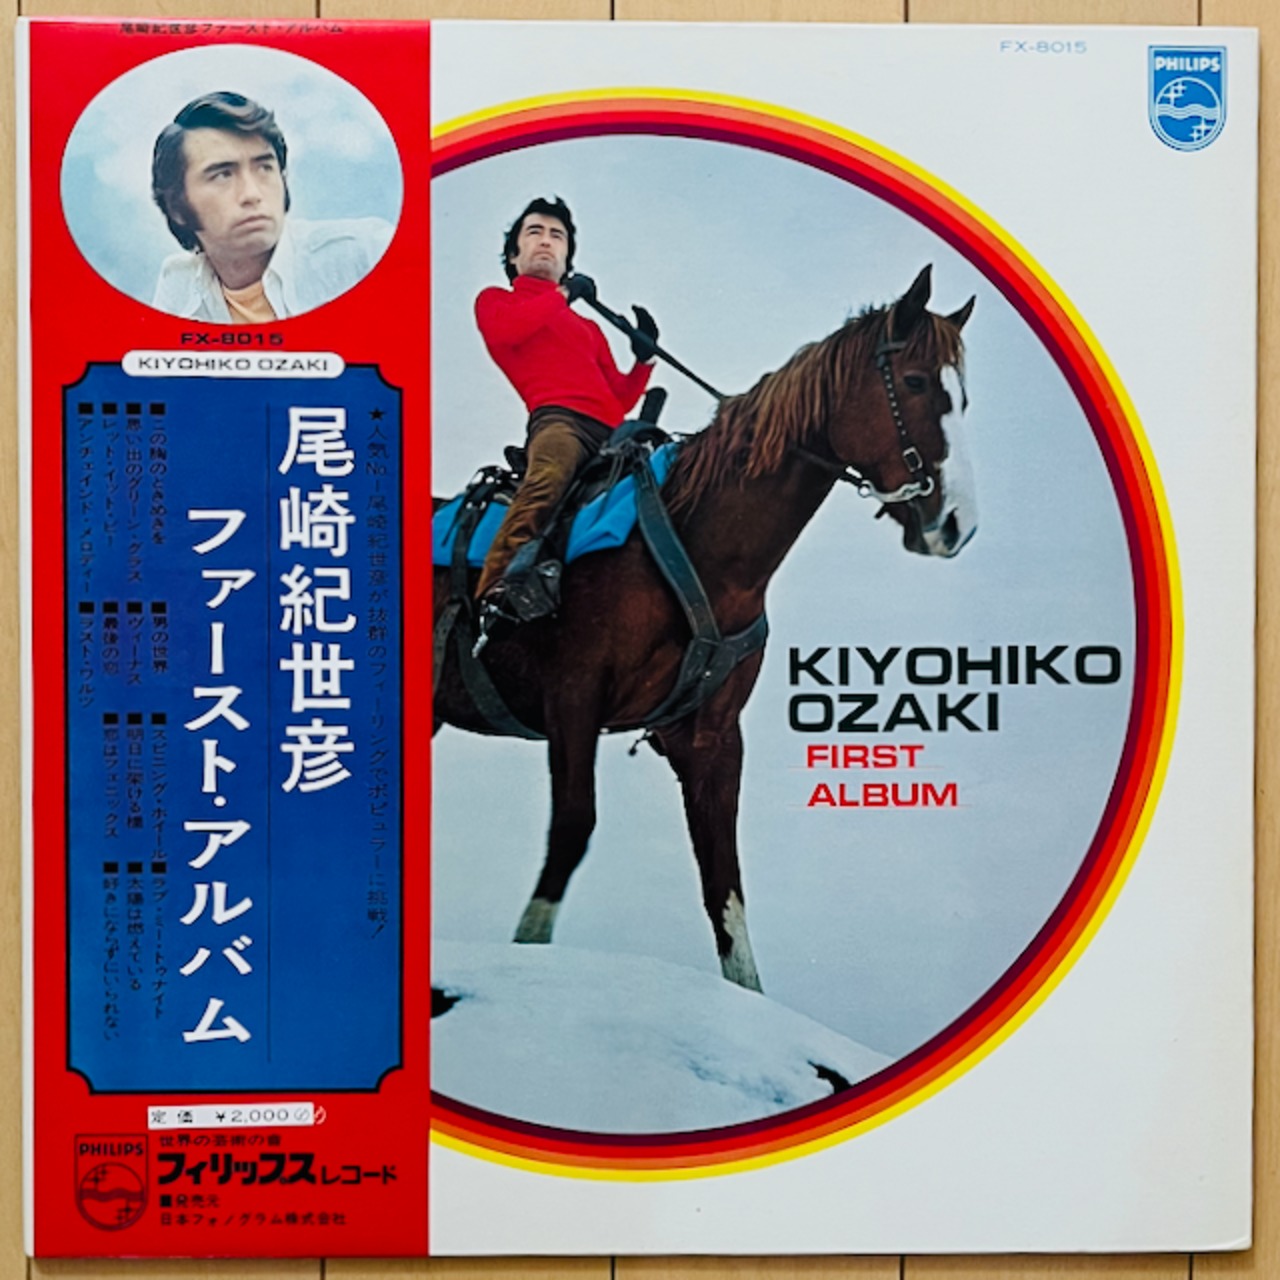 尾崎紀世彦ファースト・アルバム
FX-8015
KIYOHIKO OZAKI
★人気No.1尾崎紀世彦が抜群のフィーリングでポピュラーに挑戦!
尾崎紀世彦
ファースト・アルバム
■この胸のときめきを ■男の世界 ■スピニング・ホイール ■ラブ・ミー・トゥナイト
■思い出のグリーン・グラス ■ヴィーナス ■明日に架ける橋 ■太陽は燃えている
■レット・イット・ビー ■最後の恋 ■恋はフェニックス ■好きにならずにいられない
■アンチェインド・メロディー ■ラスト・ワルツ
定価 ¥2,000
PHILIPS
世界の芸術の音
フィリップスレコード
■発売元
日本フォノグラム株式会社
FX-8015
PHILIPS
KIYOHIKO
OZAKI
FIRST
ALBUM